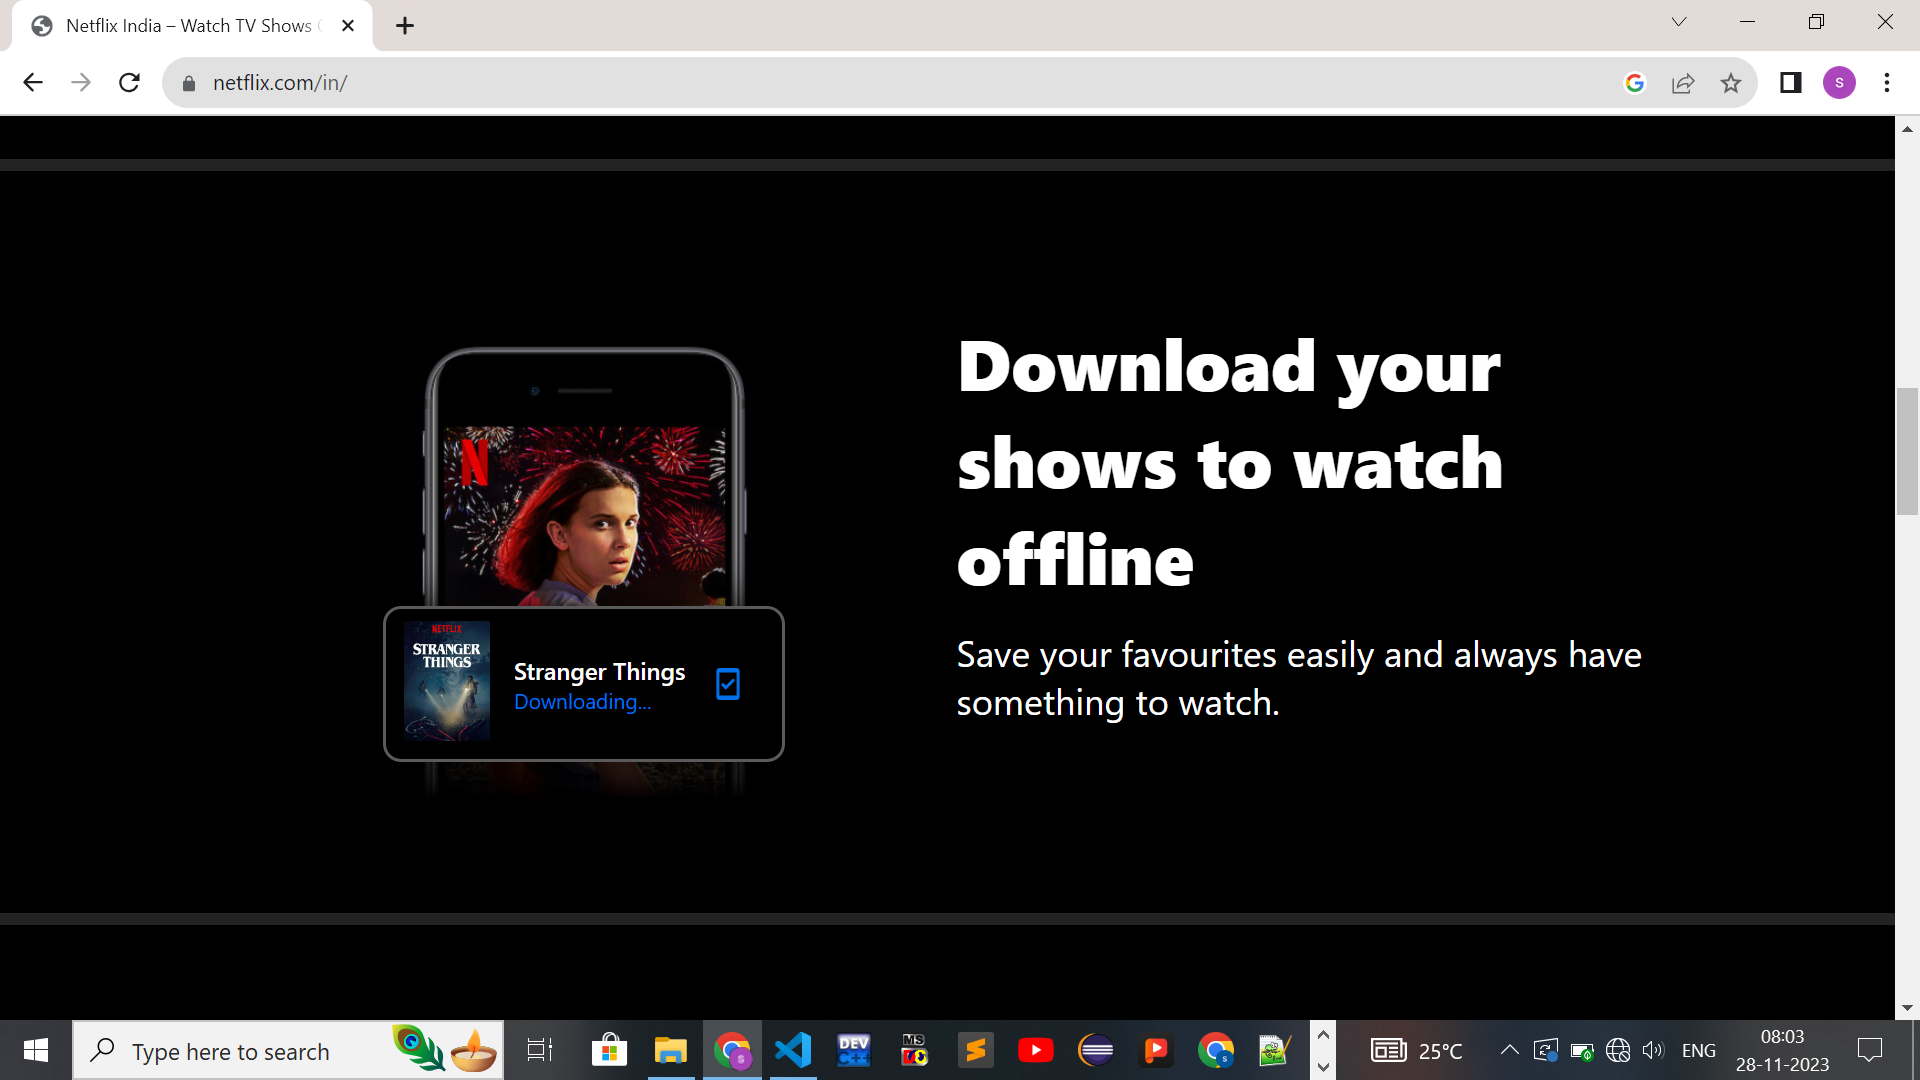 Netflix India – Watch TV Shows
netflix.com/in/
Download your
shows to watch
offline
Save your favourites easily and always have
something to watch.
N
NETFLIX
STRANGER
THINGS
Stranger Things
Downloading...
Type here to search
DEV
C++
MS
25°C
ENG
08:03
28-11-2023
S